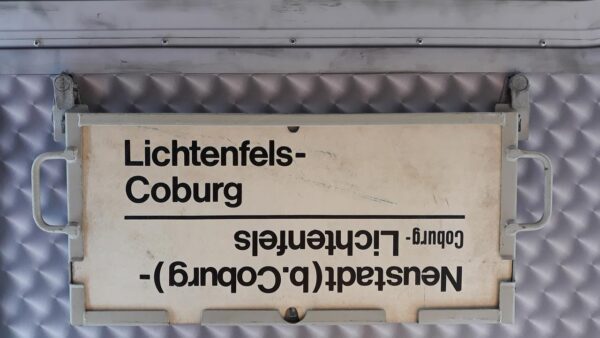 Lichtenfels-
Coburg
Neustadt(b.Coburg)-
Coburg-Lichtenfels